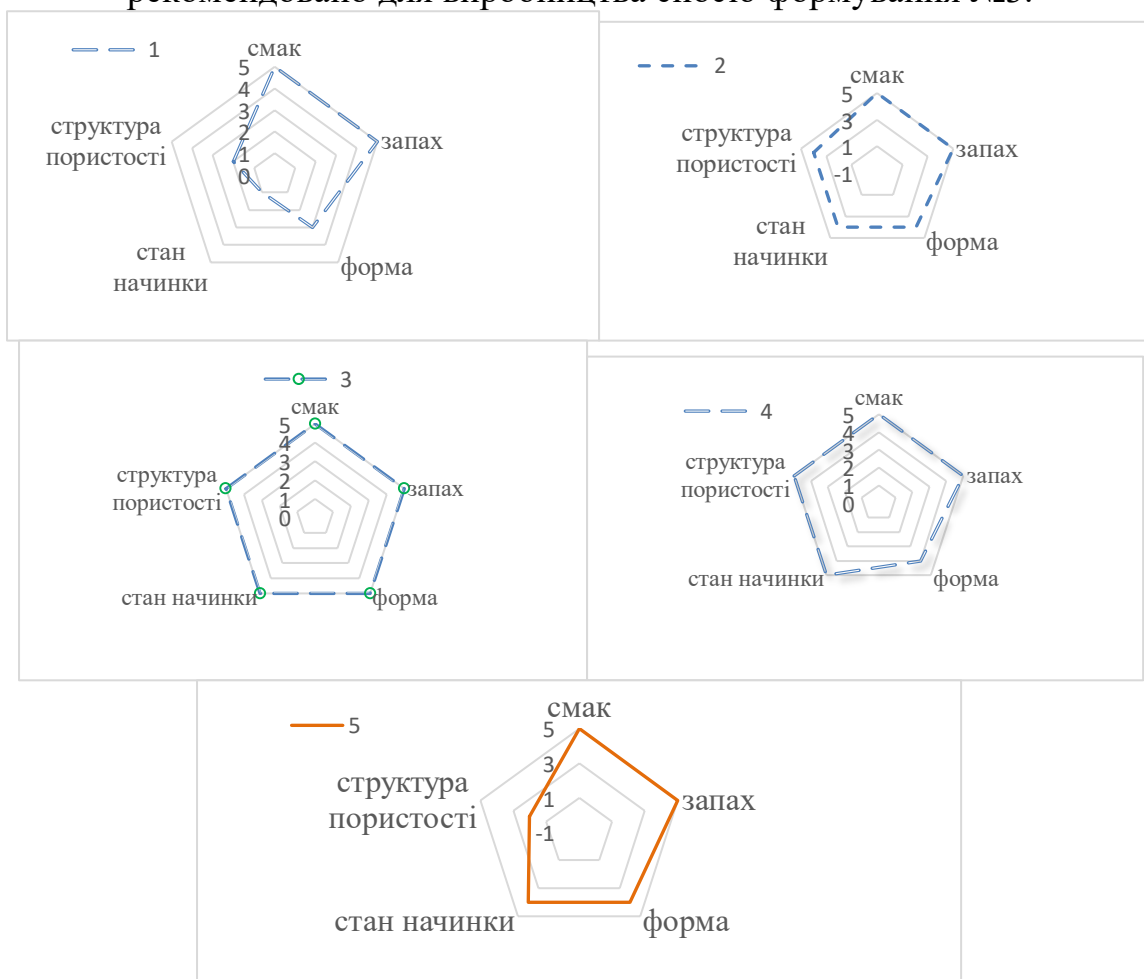 рекомендовано для виробництва спосіб формування №3.
1
смак
5
4
3
2
1
0
структура
пористості
запах
стан
начинки
форма
2
смак
5
3
1
-1
структура
пористості
запах
стан
начинки
форма
3
смак
5
4
3
2
1
0
структура
пористості
запах
стан начинки
форма
4
смак
5
4
3
2
1
0
структура
пористості
запах
стан начинки
форма
5
смак
5
3
1
-1
структура
пористості
запах
стан начинки
форма